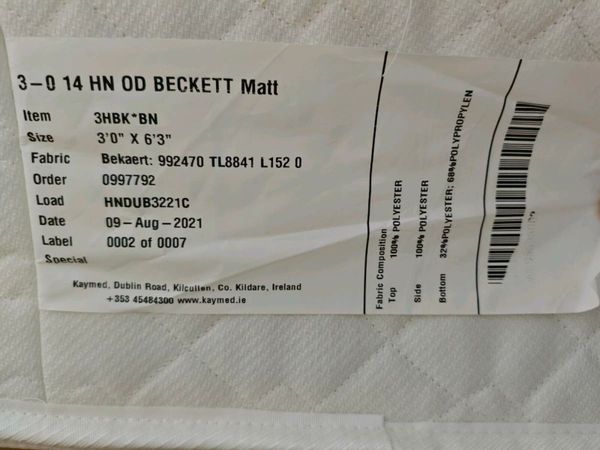 3-0 14 HN OD BECKETT Matt
Item 3HBK*BN
Size 3'0" X 6'3"
Fabric Bekaert: 992470 TL8841 L152 0
Order 0997792
Load HNDUB3221C
Date 09-Aug-2021
Label 0002 of 0007
Special
Kaymed, Dublin Road, Kilcullen, Co. Kildare, Ireland
+353 45484300 www.kaymed.ie
Fabric Composition
Top 100% POLYESTER
Side 100% POLYESTER
Bottom 32%POLYESTER; 68%POLYPROPYLEN